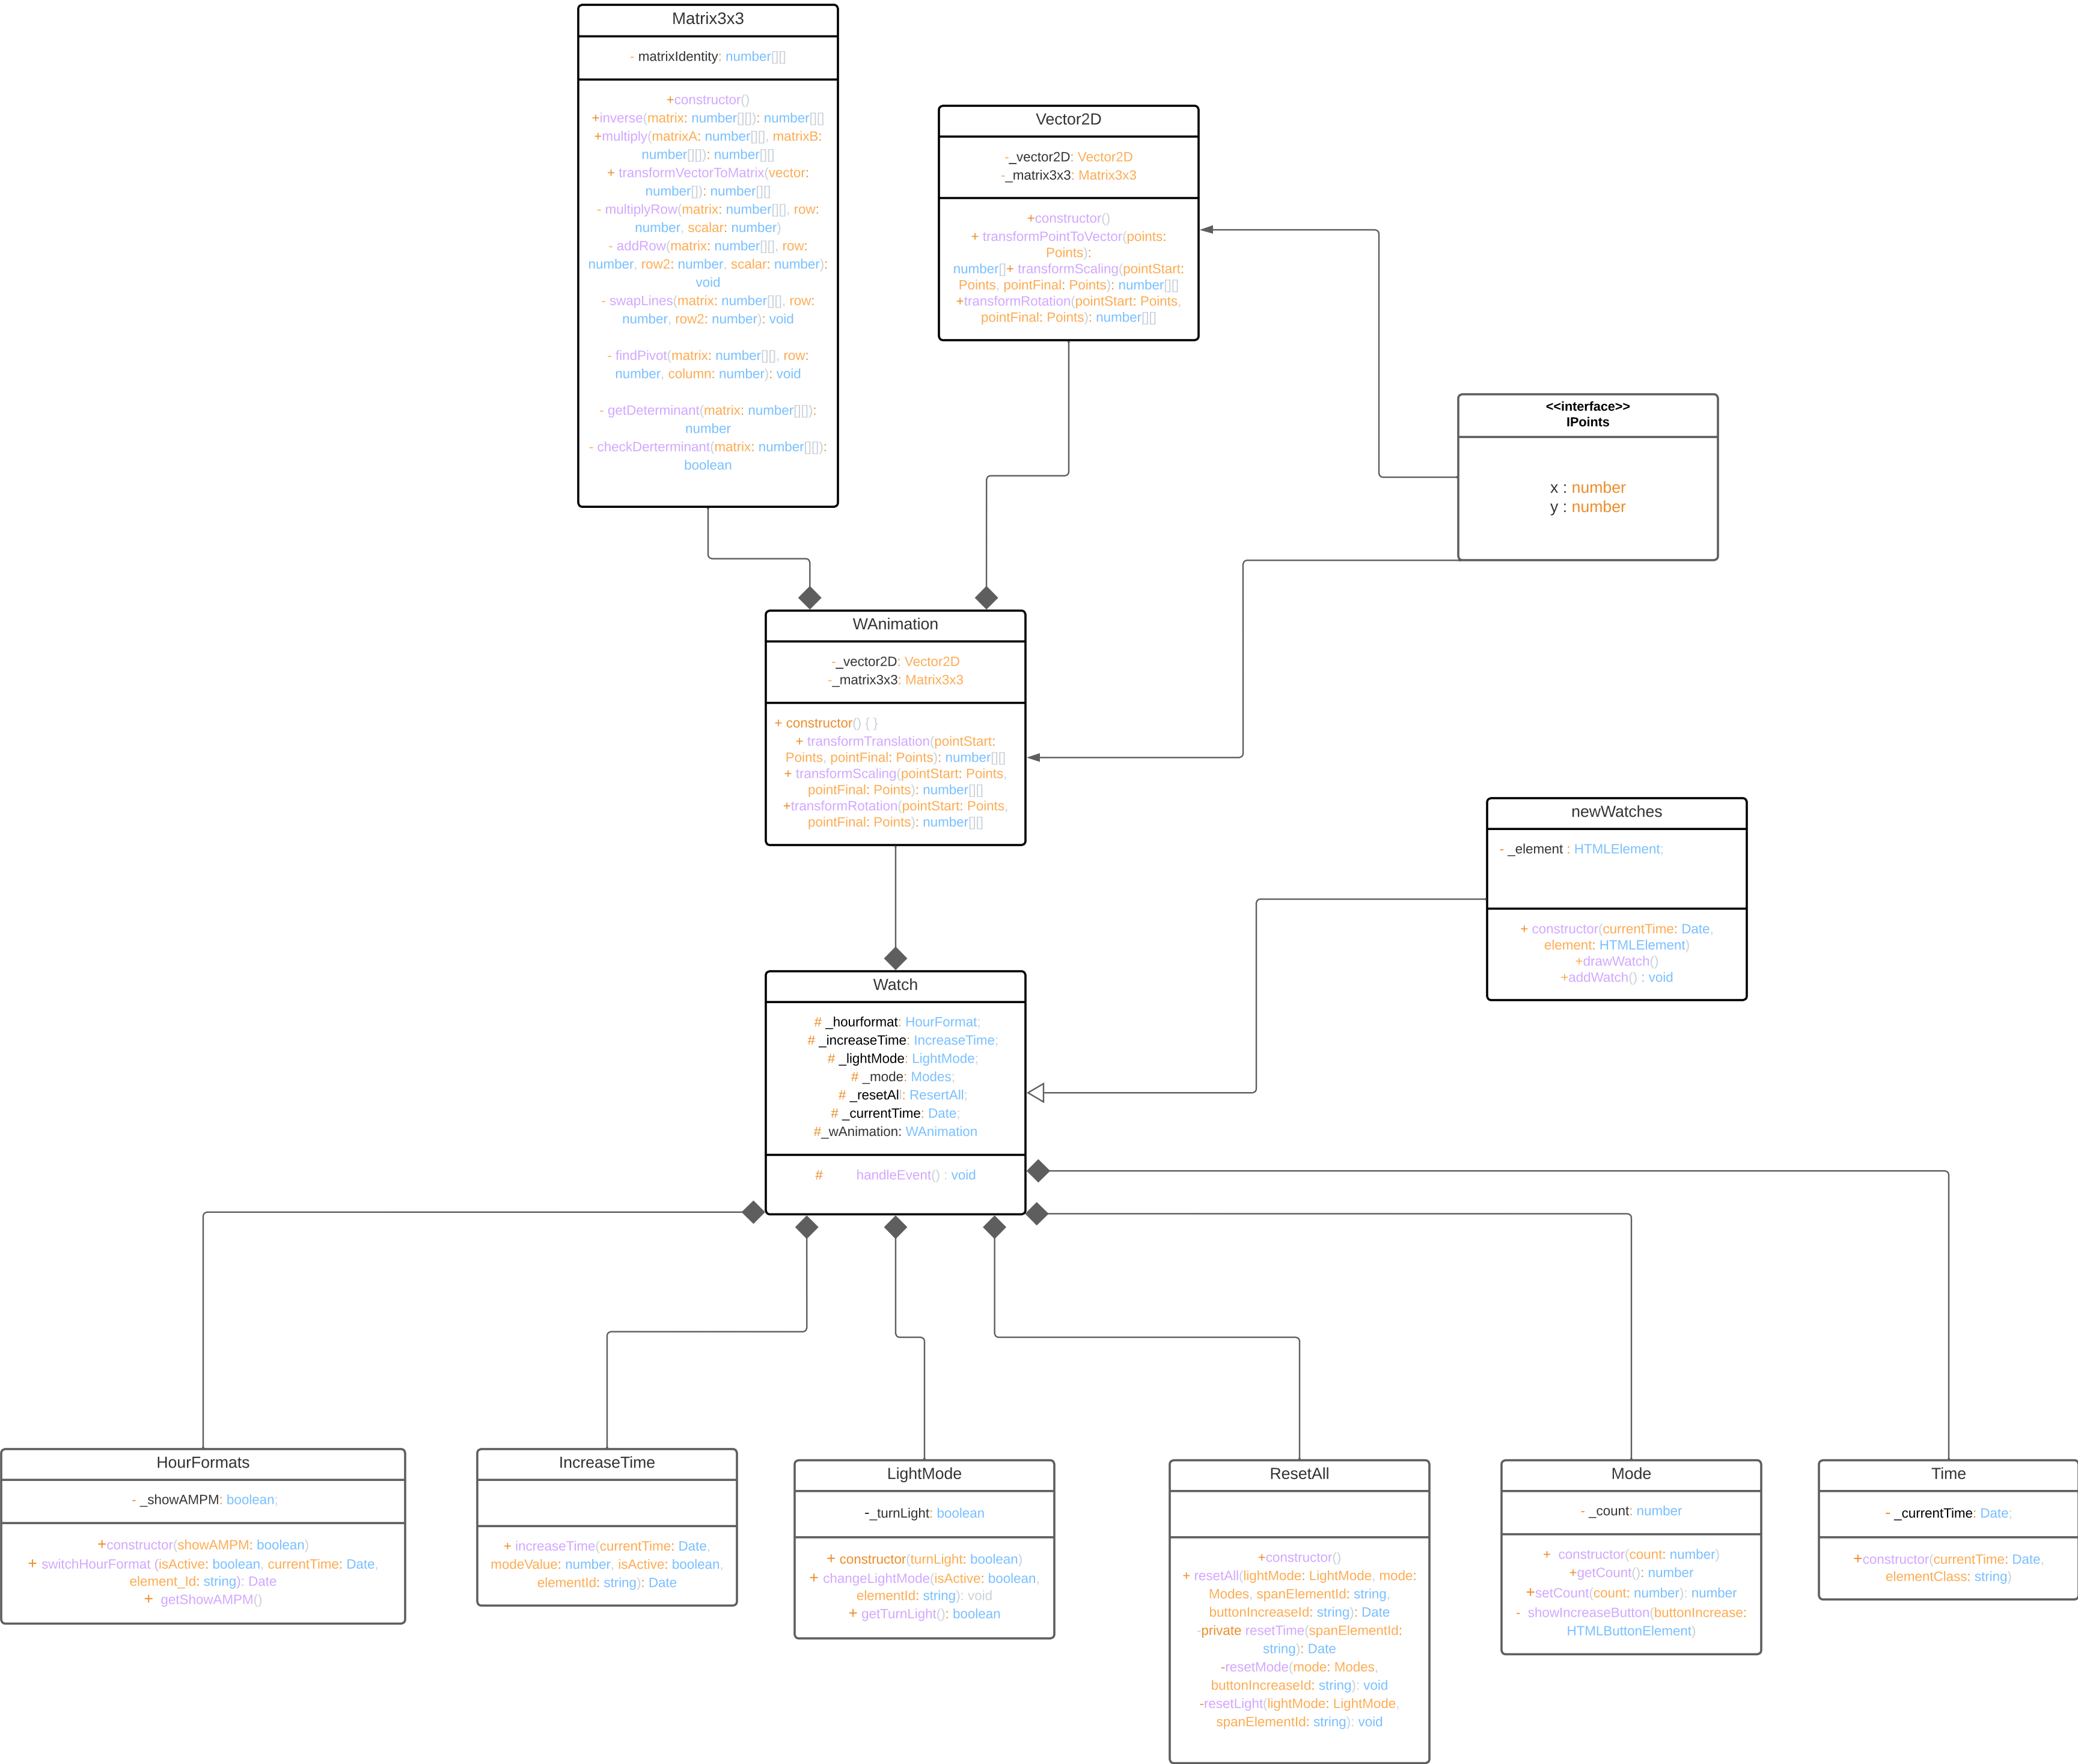 Matrix3x3
- matrixIdentity: number[][]
+constructor()
+inverse(matrix: number[][]): number[][]
+multiply(matrixA: number[][], matrixB:
number[][]): number[][]
+ transformVectorToMatrix(vector:
number[]): number[][]
- multiplyRow(matrix: number[][], row:
number, scalar: number)
- addRow(matrix: number[][], row:
number, row2: number, scalar: number):
void
- swapLines(matrix: number[][], row:
number, row2: number): void
- findPivot(matrix: number[][], row:
number, column: number): void
- getDeterminant(matrix: number[][]):
number
- checkDerterminant(matrix: number[][]):
boolean
Vector2D
-_vector2D: Vector2D
-_matrix3x3: Matrix3x3
+constructor()
+ transformPointToVector(points:
Points):
number[]+ transformScaling(pointStart:
Points, pointFinal: Points): number[][]
+transformRotation(pointStart: Points,
pointFinal: Points): number[][]
<<interface>>
IPoints
x : number
y : number
WAnimation
-_vector2D: Vector2D
-_matrix3x3: Matrix3x3
+ constructor() { }
+ transformTranslation(pointStart:
Points, pointFinal: Points): number[][]
+ transformScaling(pointStart: Points,
pointFinal: Points): number[][]
+transformRotation(pointStart: Points,
pointFinal: Points): number[][]
newWatches
- _element : HTMLElement;
+ constructor(currentTime: Date,
element: HTMLElement)
+drawWatch()
+addWatch() : void
Watch
# _hourformat: HourFormat;
# _increaseTime: IncreaseTime;
# _lightMode: LightMode;
# _mode: Modes;
# _resetAll: ResertAll;
# _currentTime: Date;
#_wAnimation: WAnimation
# handleEvent() : void
HourFormats
- _showAMPM: boolean;
+constructor(showAMPM: boolean)
+ switchHourFormat (isActive: boolean, currentTime: Date,
element_Id: string): Date
+ getShowAMPM()
IncreaseTime
+ increaseTime(currentTime: Date,
modeValue: number, isActive: boolean,
elementId: string): Date
LightMode
-_turnLight: boolean
+ constructor(turnLight: boolean)
+ changeLightMode(isActive: boolean,
elementId: string): void
+ getTurnLight(): boolean
ResetAll
+constructor()
+ resetAll(lightMode: LightMode, mode:
Modes, spanElementId: string,
buttonIncreaseId: string): Date
-private resetTime(spanElementId:
string): Date
-resetMode(mode: Modes,
buttonIncreaseId: string): void
-resetLight(lightMode: LightMode,
spanElementId: string): void
Mode
- _count: number
+ constructor(count: number)
+getCount(): number
+setCount(count: number): number
- showIncreaseButton(buttonIncrease:
HTMLButtonElement)
Time
- _currentTime: Date;
+constructor(currentTime: Date,
elementClass: string)